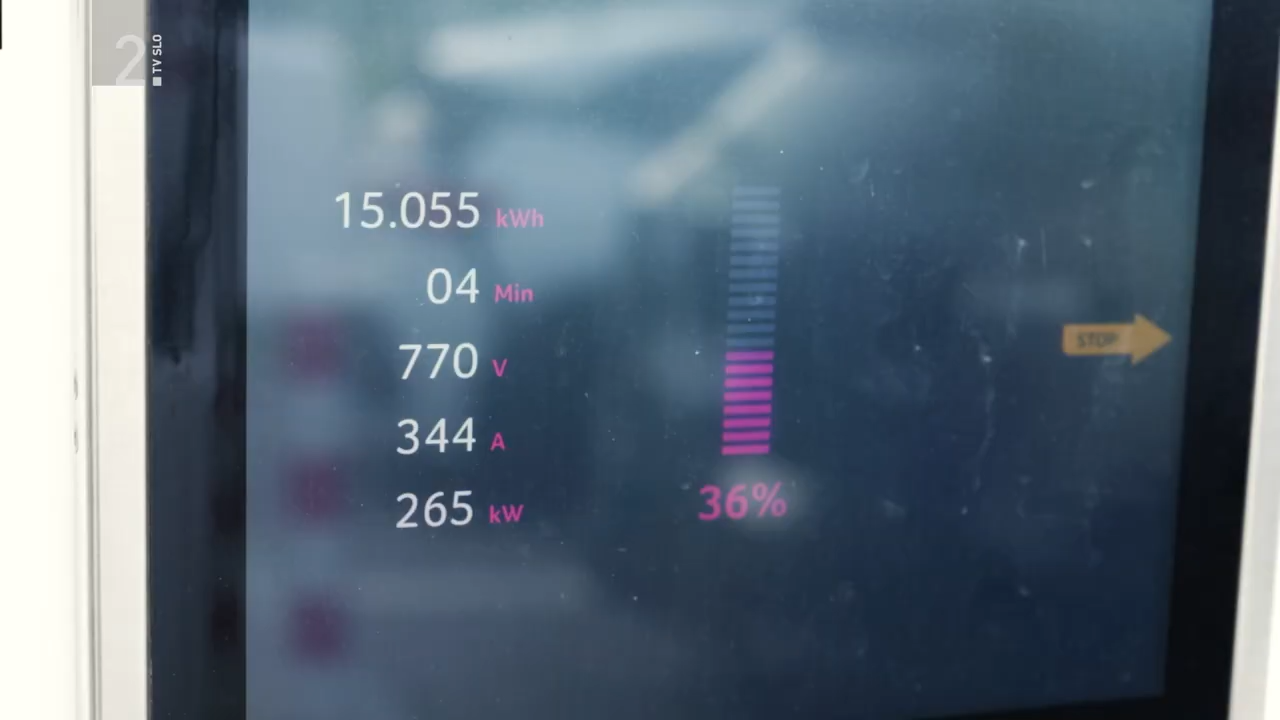 2
TV SLO
15.055 kWh
04 Min
770 V
344 A
265 kW
36%
STOP